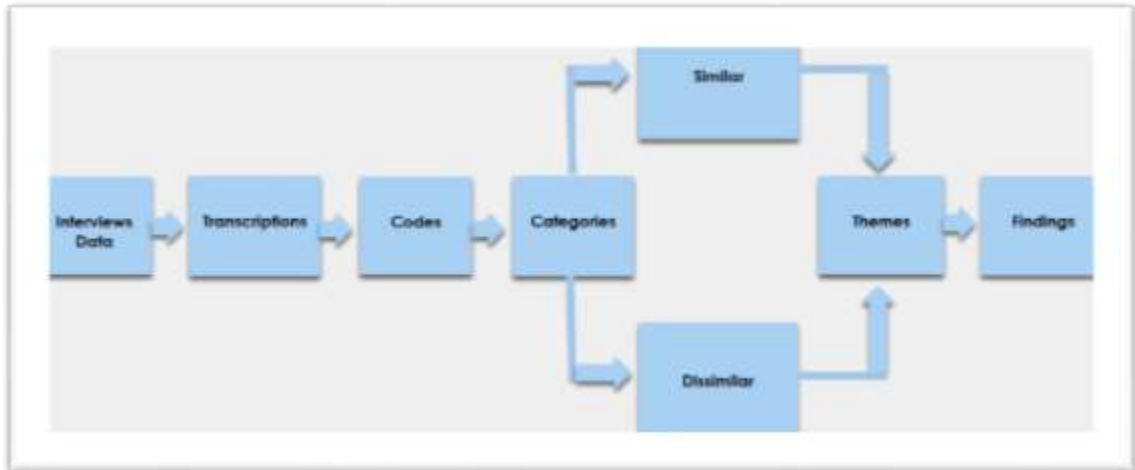 Similar
Interviews
Data
Transcriptions
Codes
Categories
Themes
Findings
Dissimilar